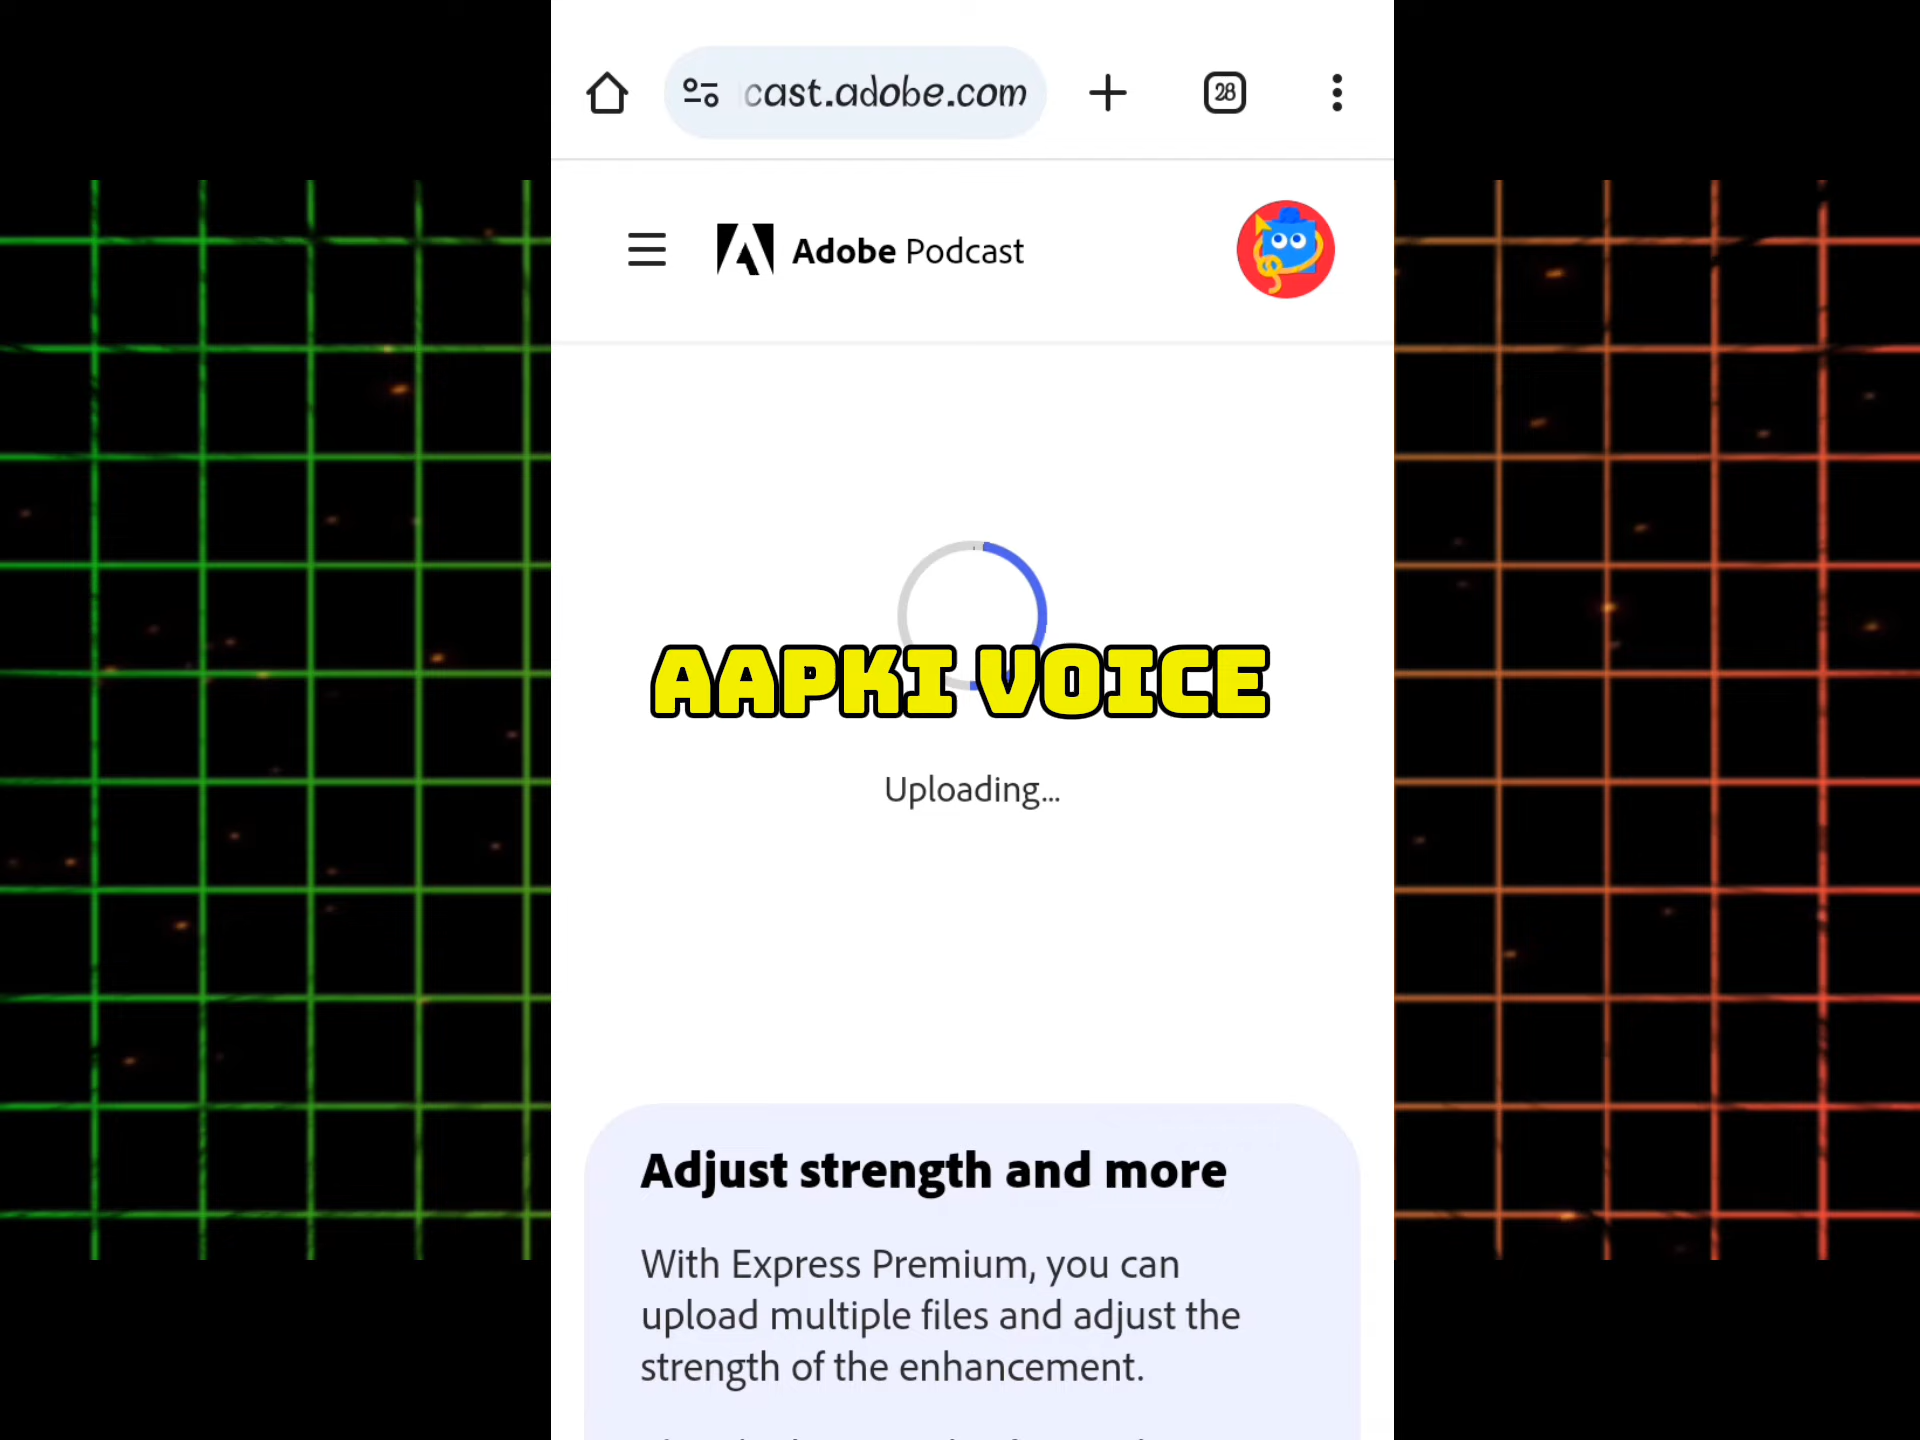 cast.adobe.com
28
Adobe Podcast
AAPKI VOICE
Uploading...
Adjust strength and more
With Express Premium, you can
upload multiple files and adjust the
strength of the enhancement.